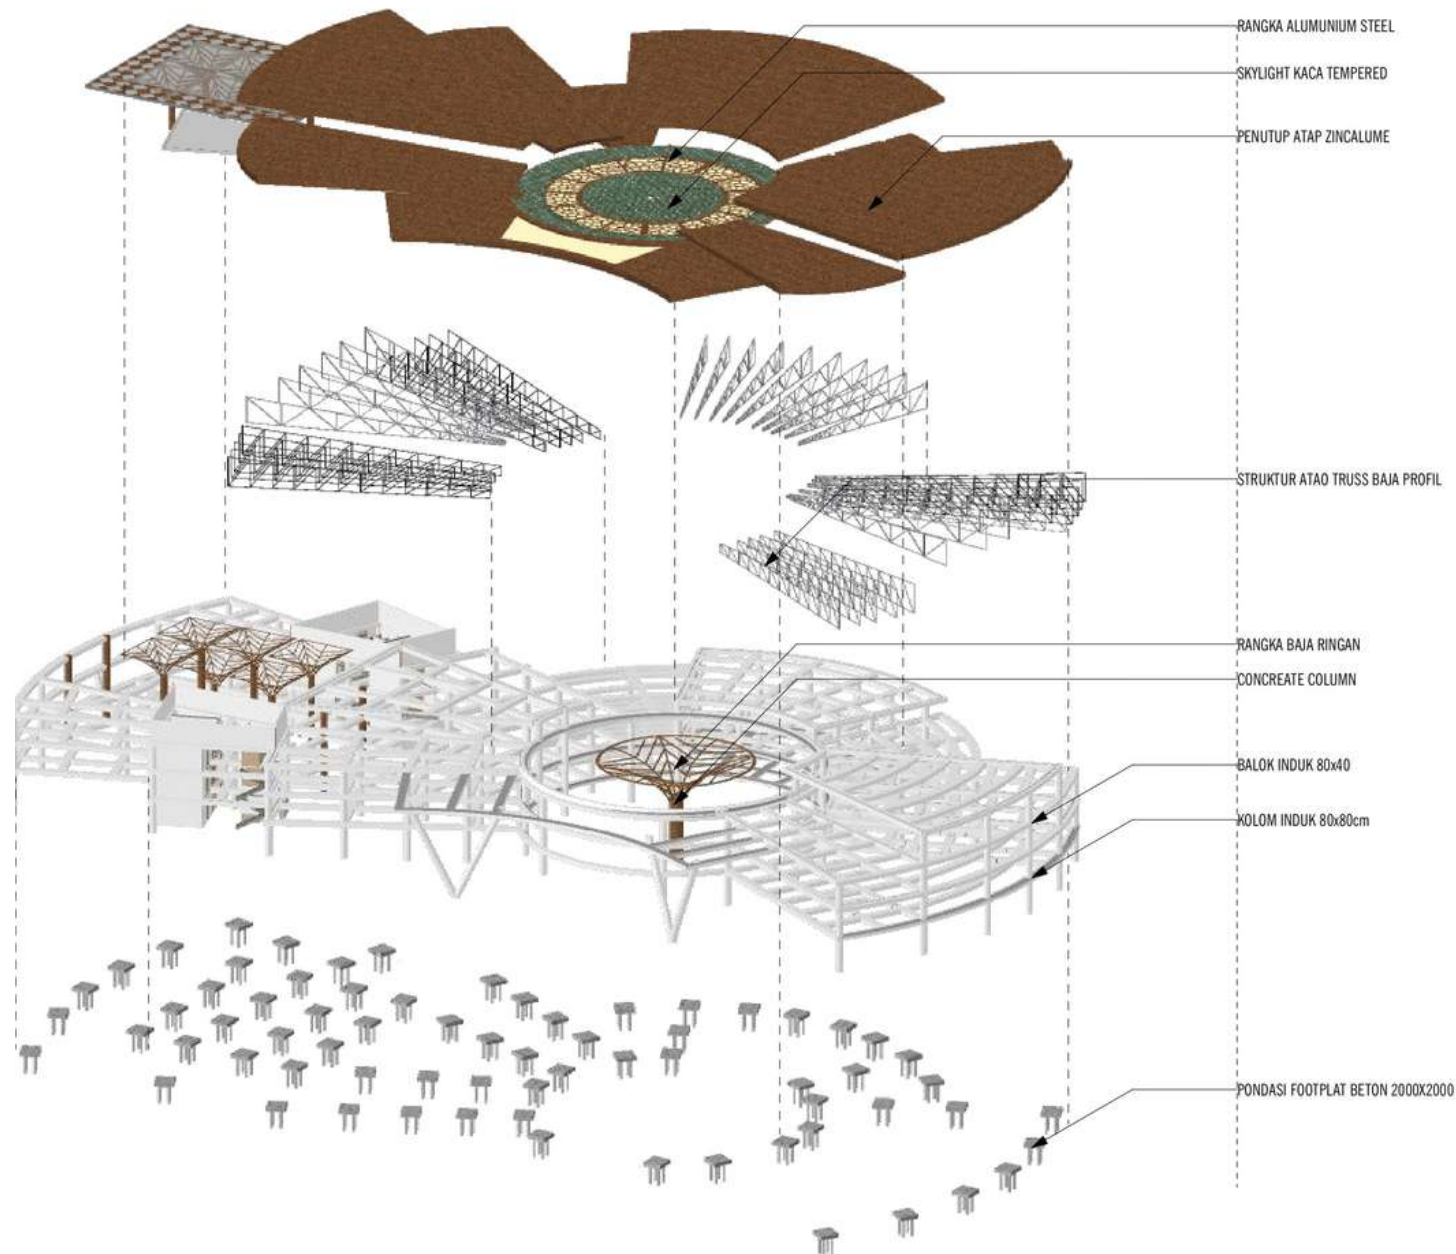 RANGKA ALUMUNIUM STEEL
SKYLIGHT KACA TEMPERED
PENUTUP ATAP ZINCALUME
STRUKTUR ATAO TRUSS BAJA PROFIL
RANGKA BAJA RINGAN
CONCREATE COLUMN
BALOK INDUK 80x40
KOLOM INDUK 80x80cm
PONDASI FOOTPLAT BETON 2000X2000